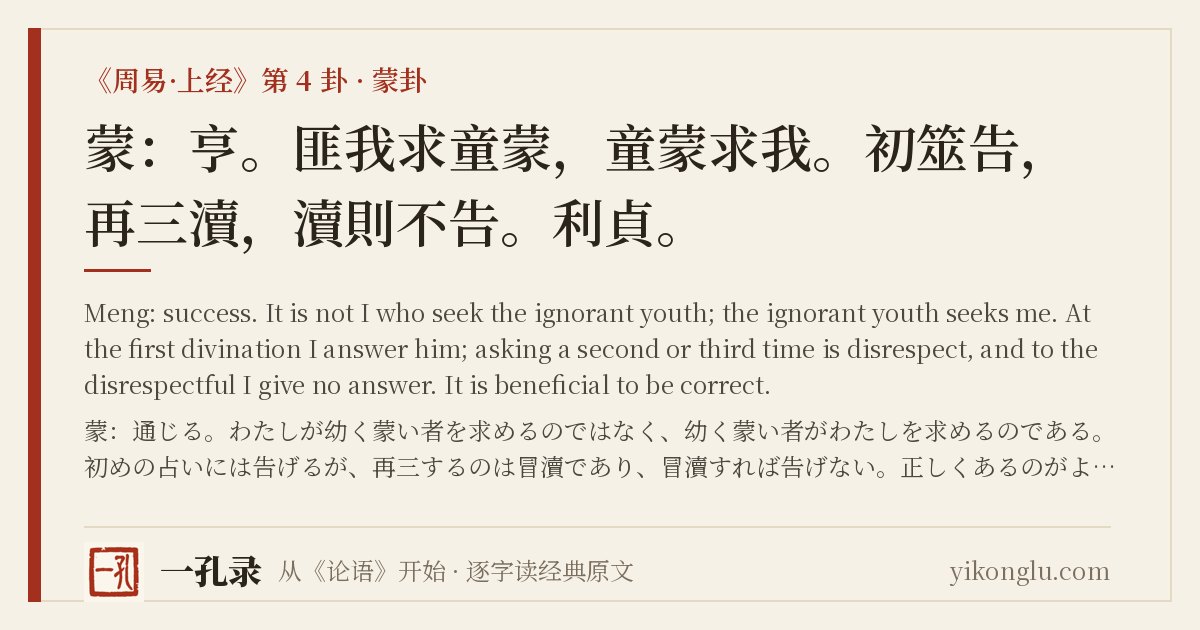 《周易·上经》第 4 卦 · 蒙卦
蒙：亨。匪我求童蒙，童蒙求我。初筮告，
再三瀆，瀆則不告。利貞。
Meng: success. It is not I who seek the ignorant youth; the ignorant youth seeks me. At
the first divination I answer him; asking a second or third time is disrespect, and to the
disrespectful I give no answer. It is beneficial to be correct.
蒙：通じる。わたしが幼く蒙い者を求めるのではなく、幼く蒙い者がわたしを求めるのである。
初めの占いには告げるが、再三するのは冒瀆であり、冒瀆すれば告げない。正しくあるのがよ…
一孔
一孔录
从《论语》开始 · 逐字读经典原文
yikonglu.com